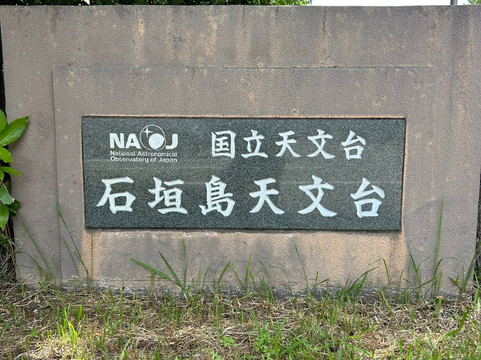 NAOJ
National Astronomical
Observatory of Japan
国立天文台
石垣島天文台